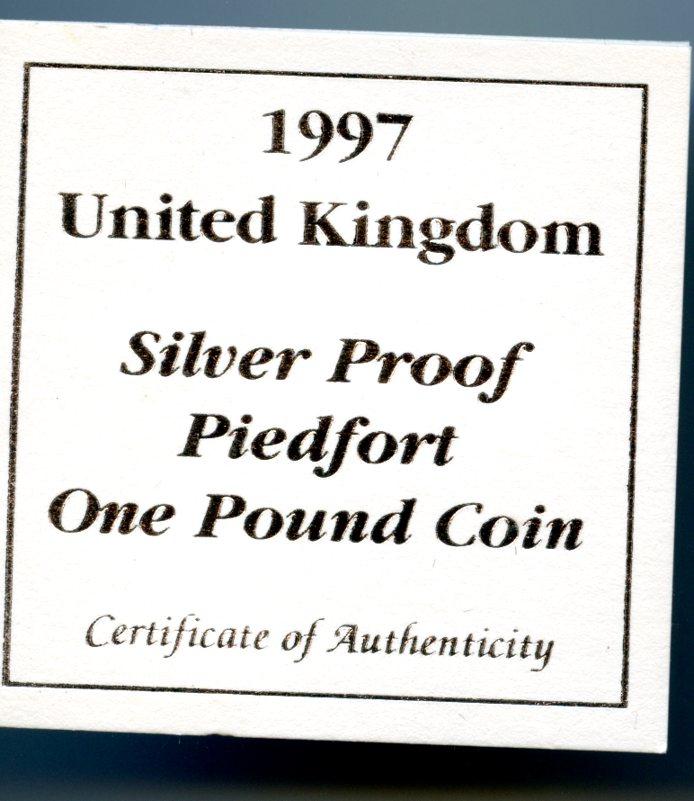 1997
United Kingdom
Silver Proof
Piedfort
One Pound Coin
Certificate of Authenticity